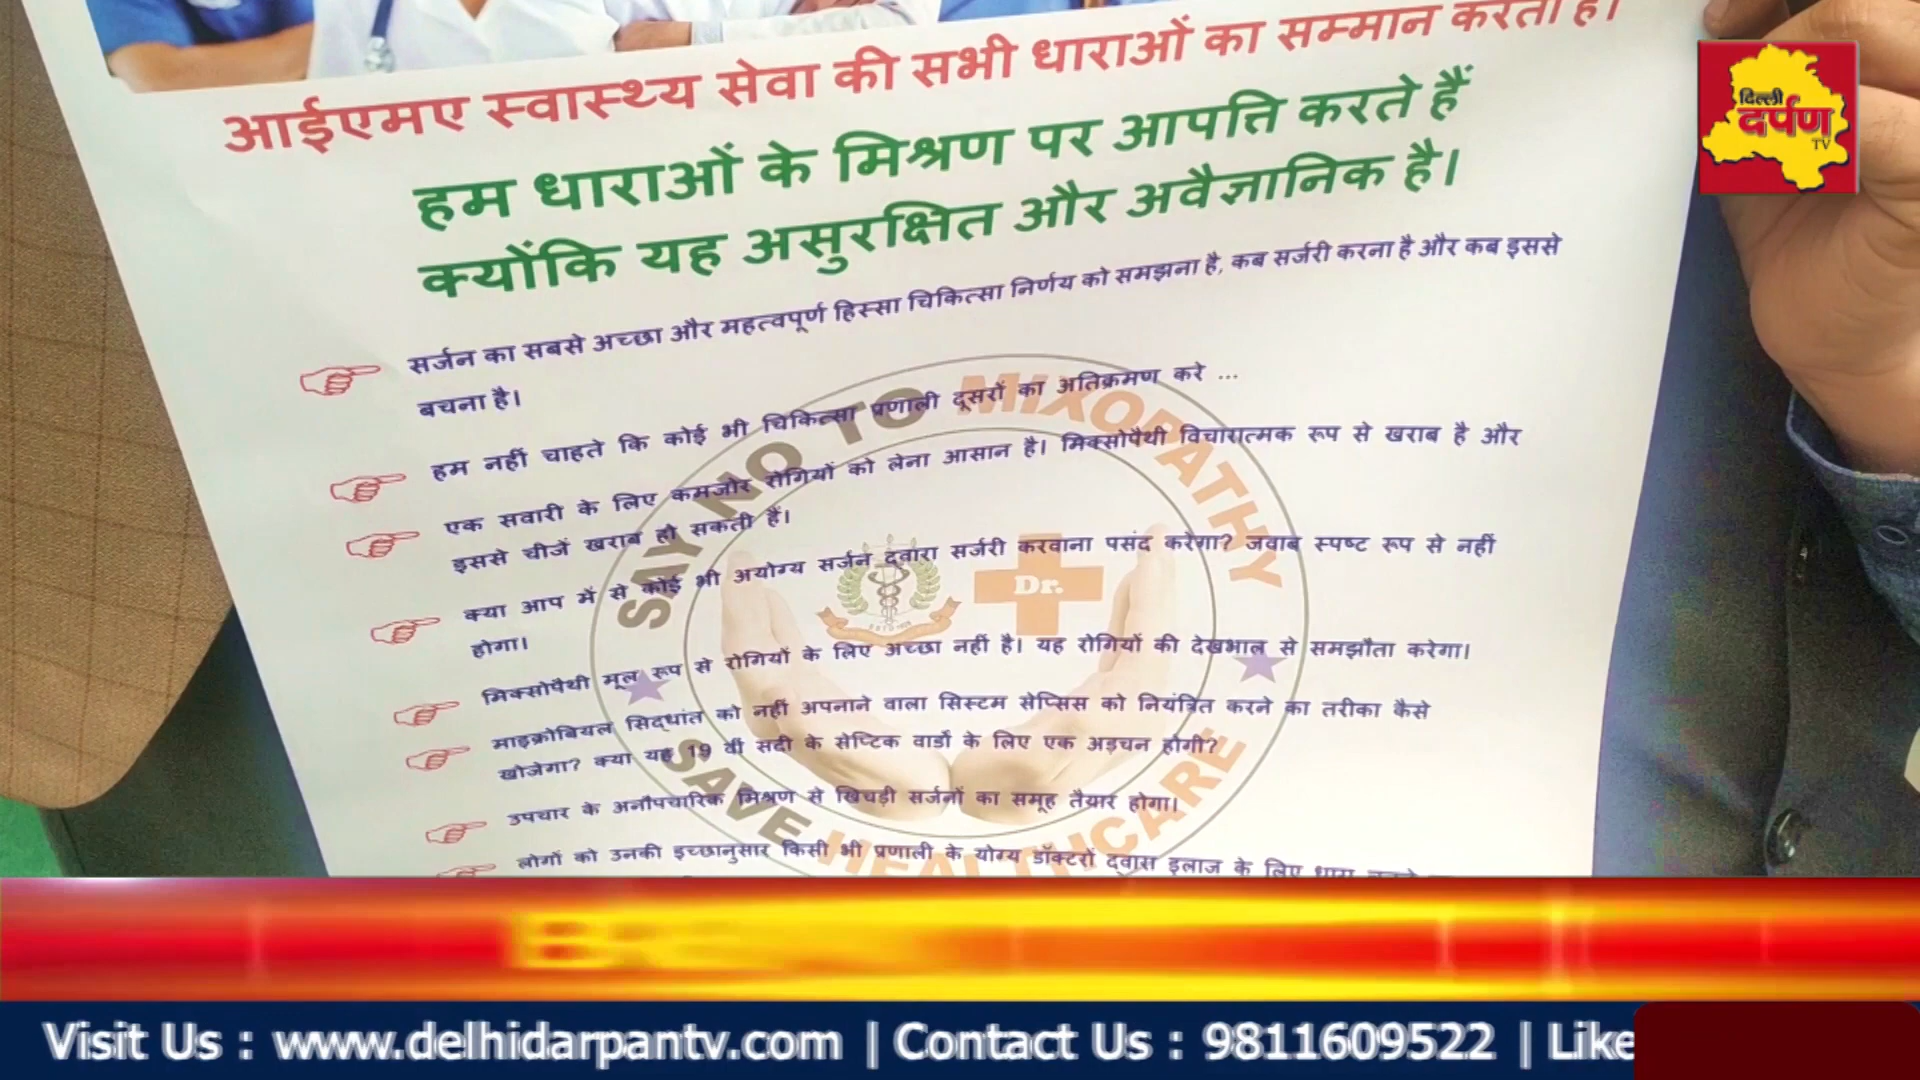 आईएमए स्वास्थ्य सेवा की सभी धाराओं का सम्मान करता है।
हम धाराओं के मिश्रण पर आपत्ति करते हैं
क्योंकि यह असुरक्षित और अवैज्ञानिक है।
सर्जन का सबसे अच्छा और महत्वपूर्ण हिस्सा चिकित्सा निर्णय को समझना है, कब सर्जरी करना है और कब इससे
बचना है।
हम नहीं चाहते कि कोई भी चिकित्सा प्रणाली दूसरों का अतिक्रमण करे ...
एक सवारी के लिए कमजोर रोगियों को लेना आसान है। मिक्सोपैथी विचारात्मक रूप से खराब है और
इससे चीजें खराब हो सकती हैं।
क्या आप में से कोई भी अयोग्य सर्जन द्वारा सर्जरी करवाना पसंद करेगा? जवाब स्पष्ट रूप से नहीं
होगा।
मिक्सोपैथी मूल रूप से रोगियों के लिए अच्छा नहीं है। यह रोगियों की देखभाल से समझौता करेगा।
माइक्रोबियल सिद्धांत को नहीं अपनाने वाला सिस्टम सेप्सिस को नियंत्रित करने का तरीका कैसे
खोजेगा? क्या यह 19 वीं सदी के सेप्टिक वार्डों के लिए एक अड़चन होगी?
उपचार के अनौपचारिक मिश्रण से खिचड़ी सर्जनों का समूह तैयार होगा।
लोगों को उनकी इच्छानुसार किसी भी प्रणाली के योग्य डॉक्टरों द्वारा इलाज के लिए
SAY NO TO MIXOPATHY
Dr.
SAVE HEALTHCARE
दिल्ली
दर्पण
TV
Visit Us : www.delhidarpantv.com | Contact Us : 9811609522 | Like